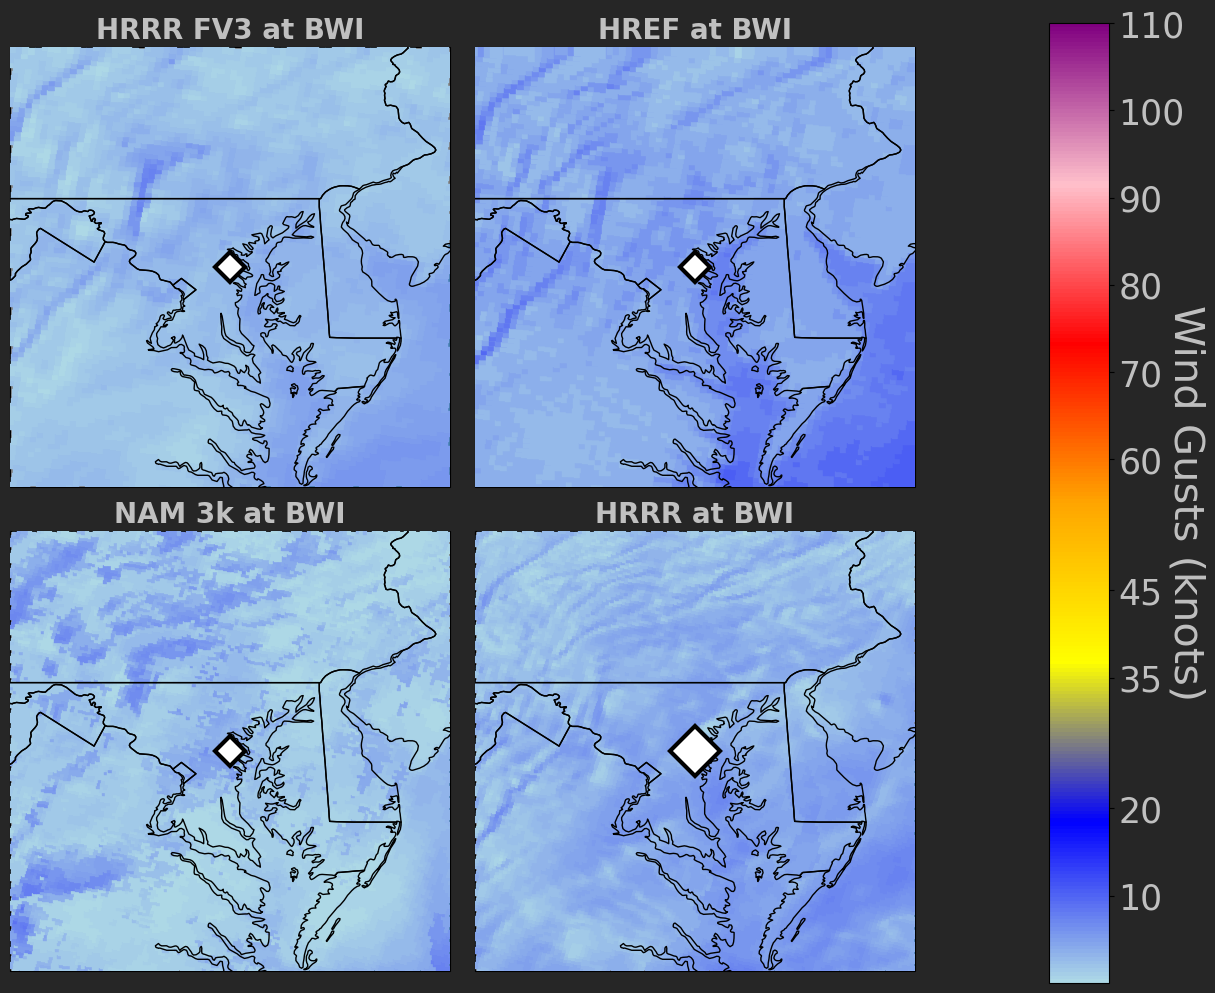 HRRR FV3 at BWI
HREF at BWI
NAM 3k at BWI
HRRR at BWI
110
100
90
80
70
60
45
35
20
10
Wind Gusts (knots)